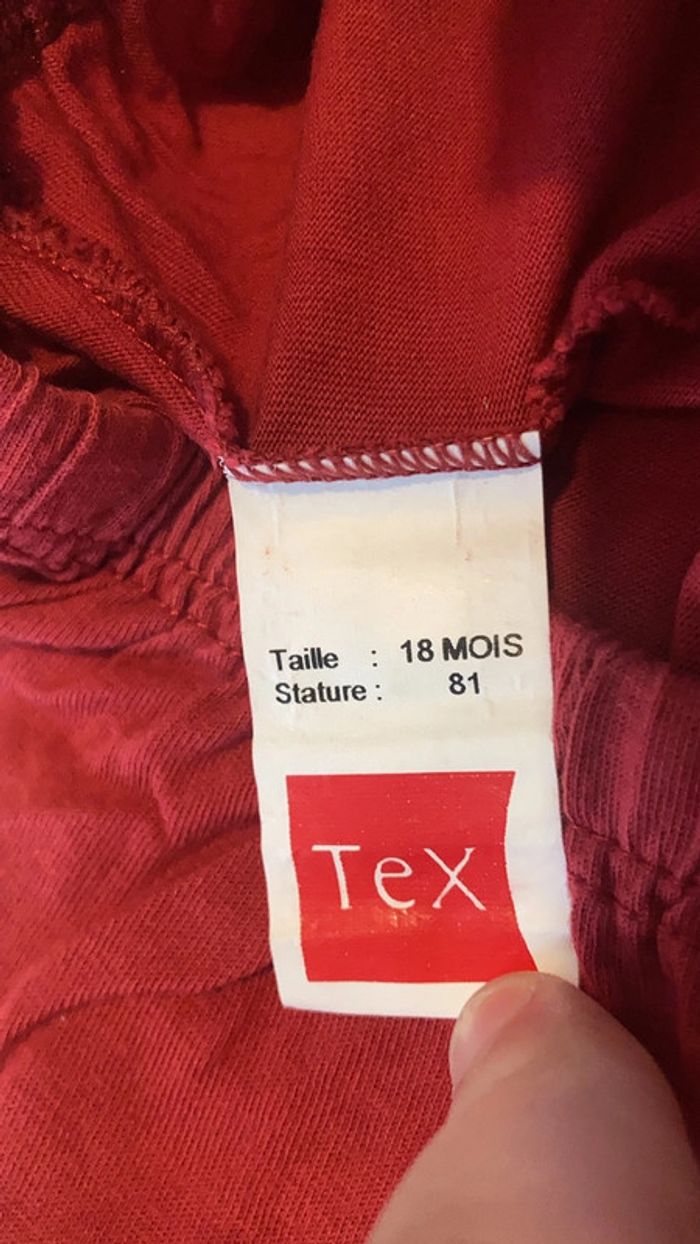 Taille : 18 MOIS
Stature : 81
TeX